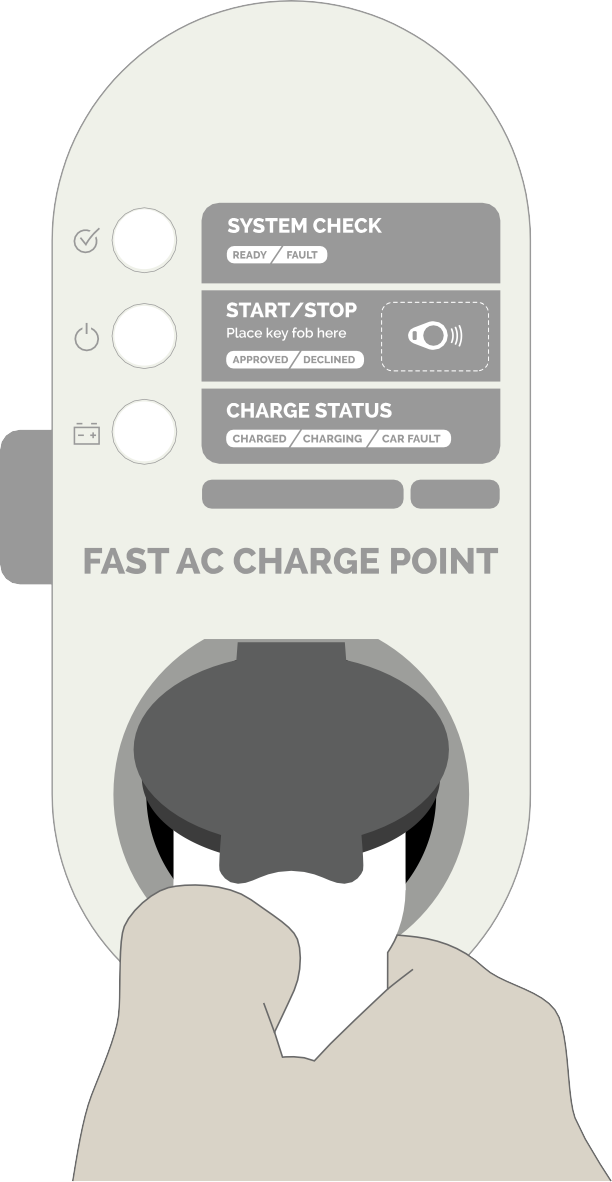 SYSTEM CHECK
READY / FAULT
START/STOP
Place key fob here
APPROVED / DECLINED
CHARGE STATUS
CHARGED / CHARGING / CAR FAULT
FAST AC CHARGE POINT